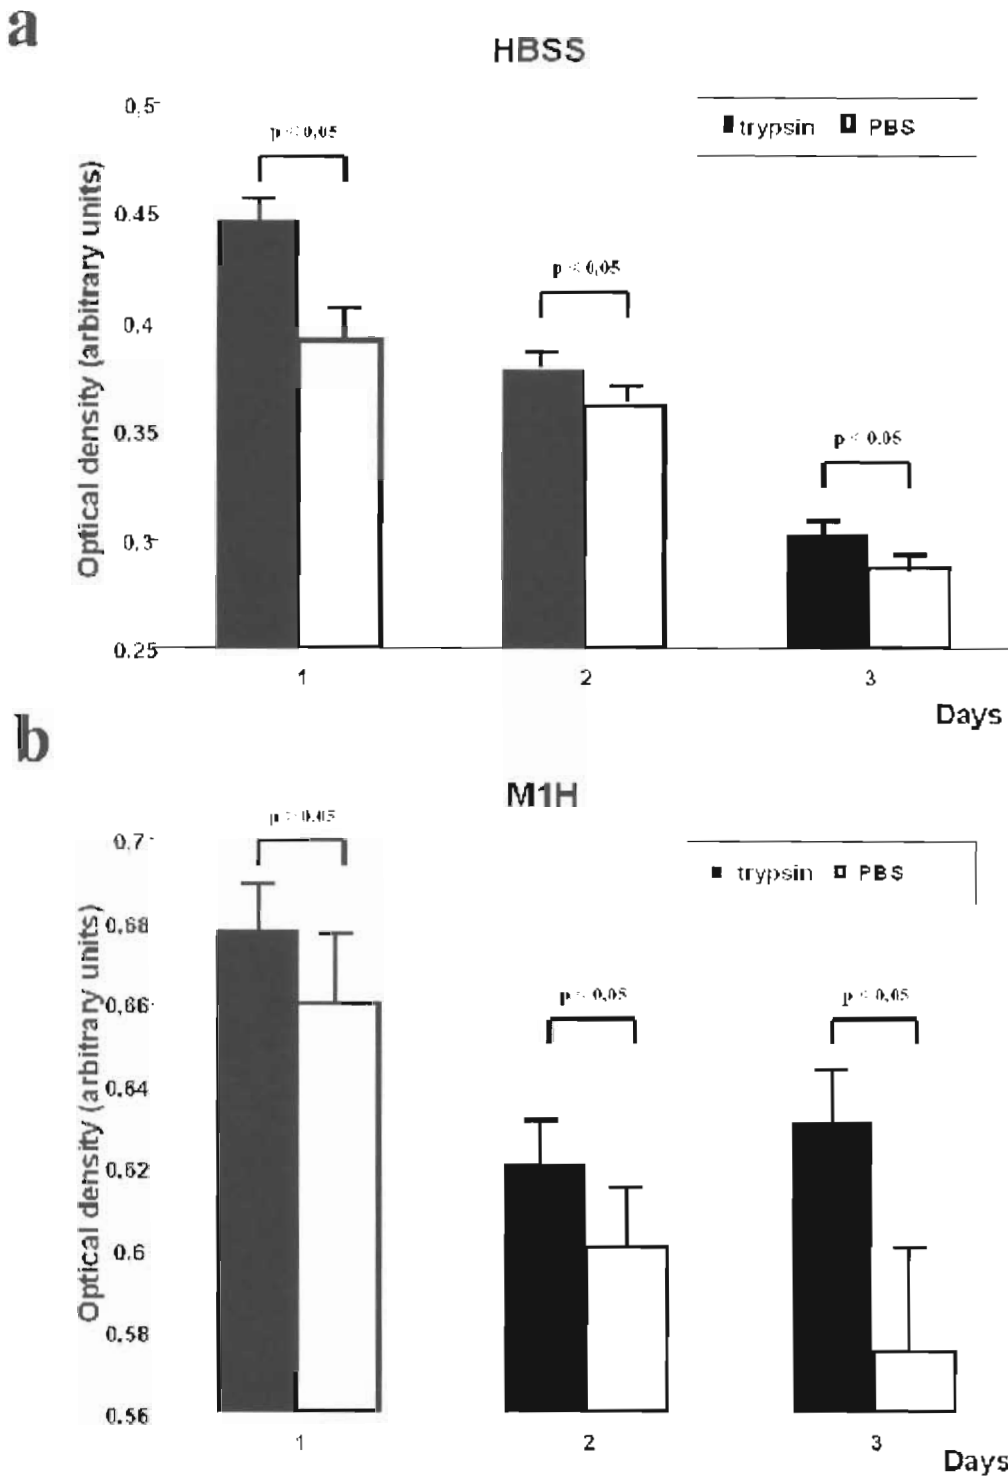 a
HBSS
trypsin PBS
Optical density (arbitrary units)
0,5
0.45
0,4
0.35
0,3
0.25
p < 0,05
p < 0,05
p < 0.05
1 2 3
Days
b
M1H
trypsin PBS
Optical density (arbitrary units)
0,7
0,68
0,66
0.64
0.62
0.6
0.58
0.56
0.05
p < 0,05
p < 0,05
1 2 3
Days